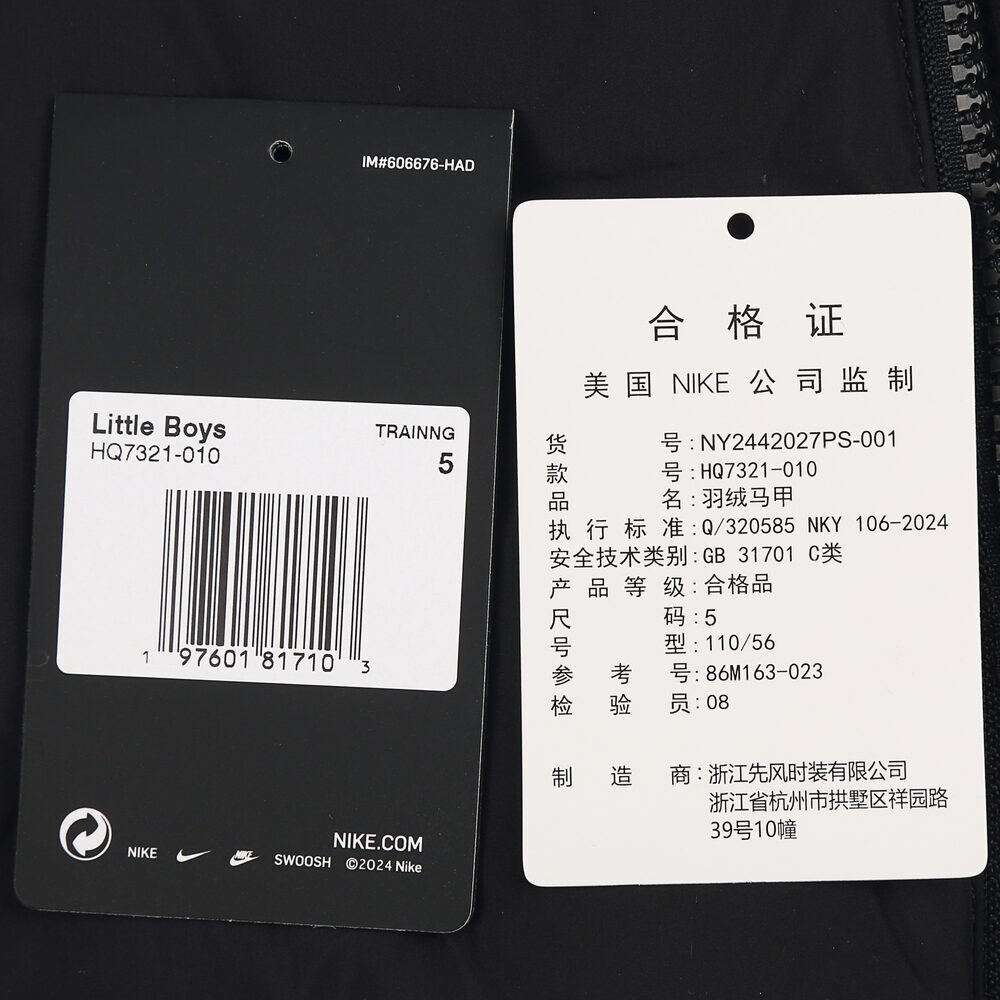 IM#606676-HAD
Little Boys
HQ7321-010
TRAINNG
5
1 97601 81710 3
NIKE
NIKE
SWOOSH
NIKE.COM
©2024 Nike
合格证
美国 NIKE 公司监制
货号:NY2442027PS-001
款号:HQ7321-010
品名:羽绒马甲
执行标准:Q/320585 NKY 106-2024
安全技术类别:GB 31701 C类
产品等级:合格品
尺码:5
号型:110/56
参考号:86M163-023
检验员:08
制造商:浙江先风时装有限公司
浙江省杭州市拱墅区祥园路
39号10幢